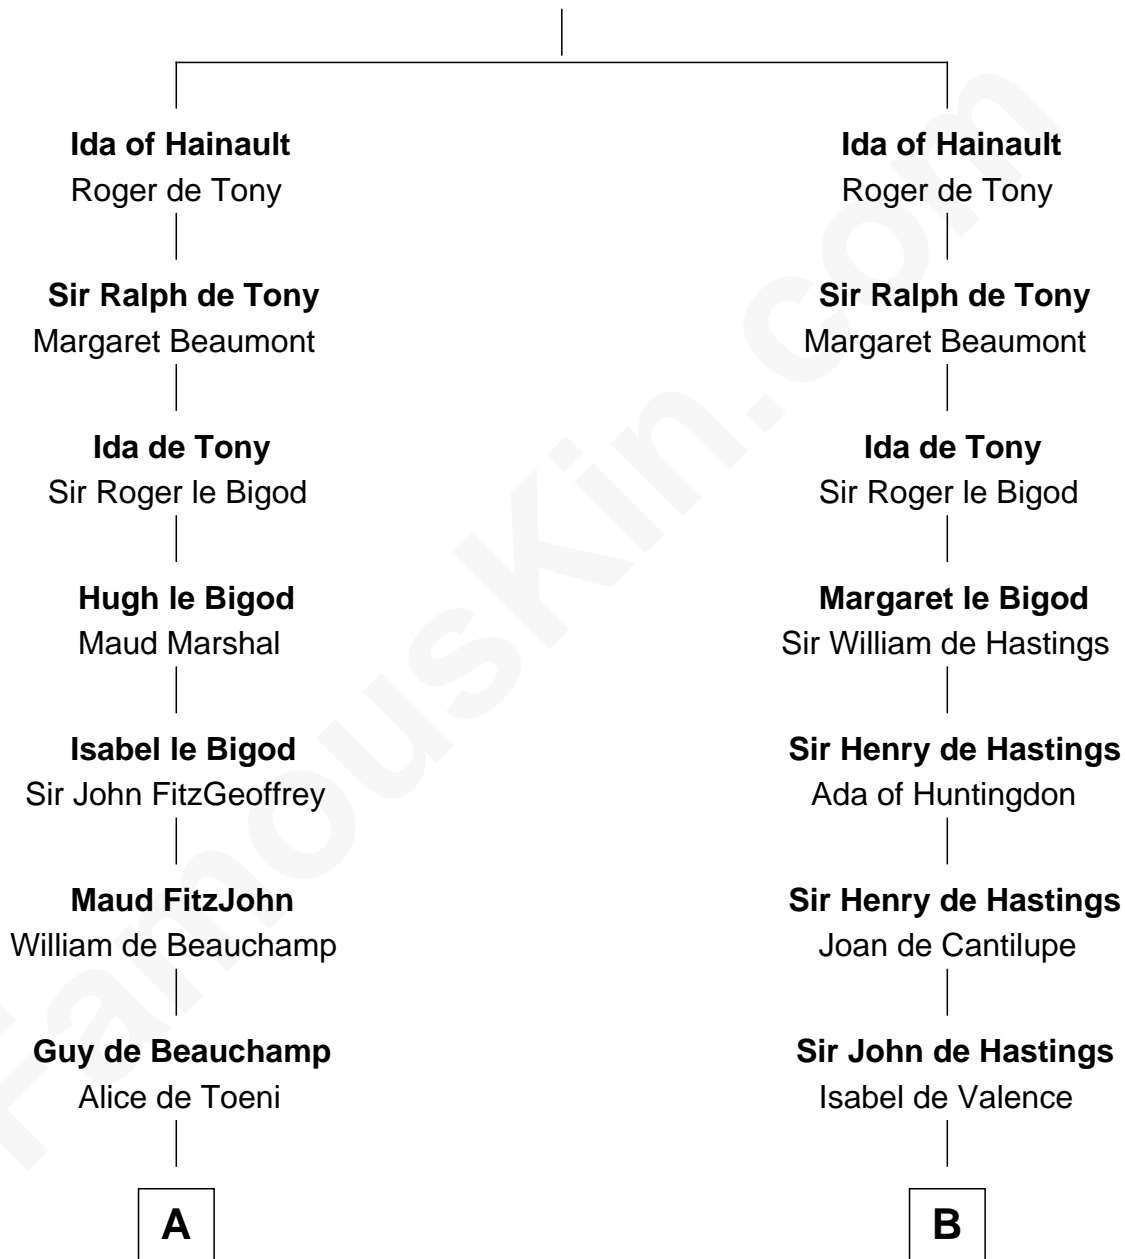 Ida of Hainault
Roger de Tony
Sir Ralph de Tony
Margaret Beaumont
Ida de Tony
Sir Roger le Bigod
Hugh le Bigod
Maud Marshal
Isabel le Bigod
Sir John FitzGeoffrey
Maud FitzJohn
William de Beauchamp
Guy de Beauchamp
Alice de Toeni
A
Ida of Hainault
Roger de Tony
Sir Ralph de Tony
Margaret Beaumont
Ida de Tony
Sir Roger le Bigod
Margaret le Bigod
Sir William de Hastings
Sir Henry de Hastings
Ada of Huntingdon
Sir Henry de Hastings
Joan de Cantilupe
Sir John de Hastings
Isabel de Valence
B
FamousKin.com